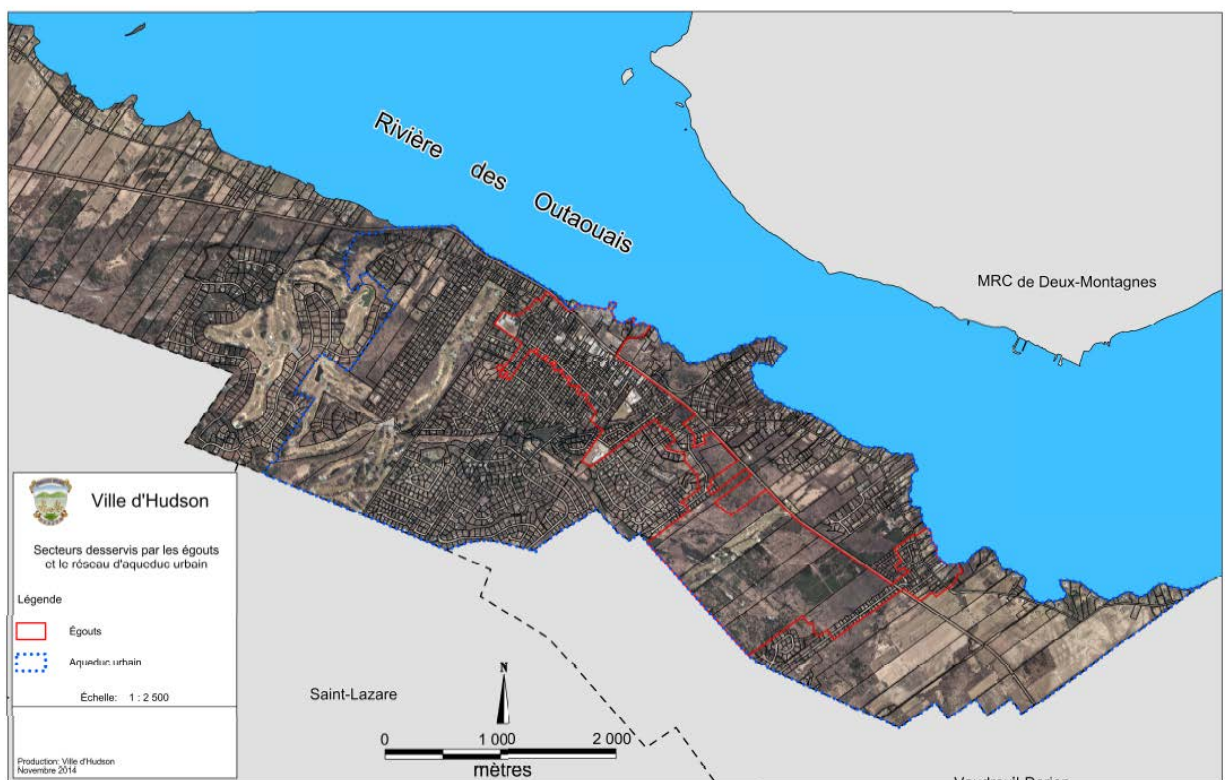 Rivière des Outaouais
MRC de Deux-Montagnes
Ville d'Hudson
Secteurs desservis par les égouts
et le réseau d'aqueduc urbain
Légende
Égouts
Aqueduc urbain
Échelle: 1 : 2 500
Production: Ville d'Hudson
Novembre 2014
Saint-Lazare
N
0 1 000 2 000
mètres